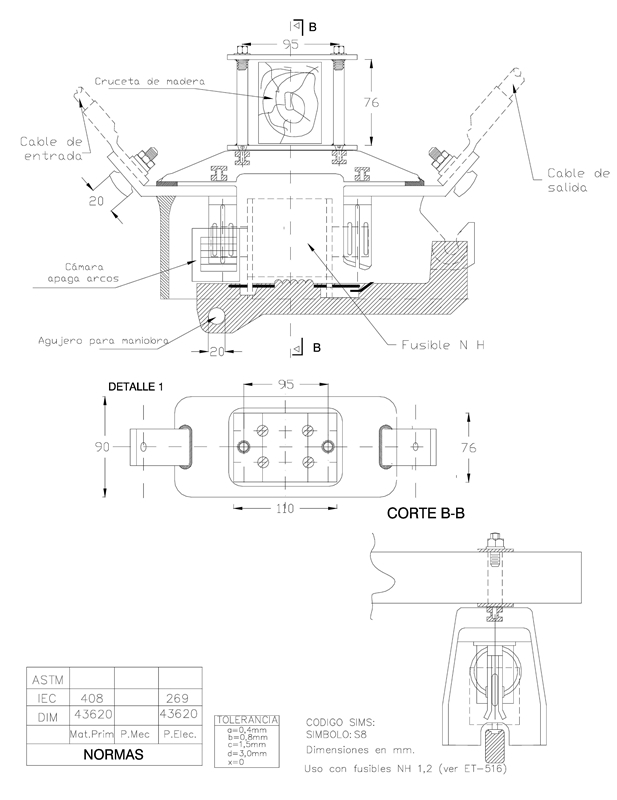 B
95
Cruceta de madera
76
Cable de
entrada
Cable de
salida
20
Cámara
apaga arcos
Agujero para maniobra
Fusible N H
20
B
DETALLE 1
95
90
76
110
CORTE B-B
ASTM
IEC 408 269
DIM 43620 43620
Mat.Prim P.Mec P.Elec.
NORMAS
TOLERANCIA
a=0,4mm
b=0,8mm
c=1,5mm
d=3,0mm
x=0
CODIGO SIMS:
SIMBOLO: S8
Dimensiones en mm.
Uso con fusibles NH 1,2 (ver ET-516)